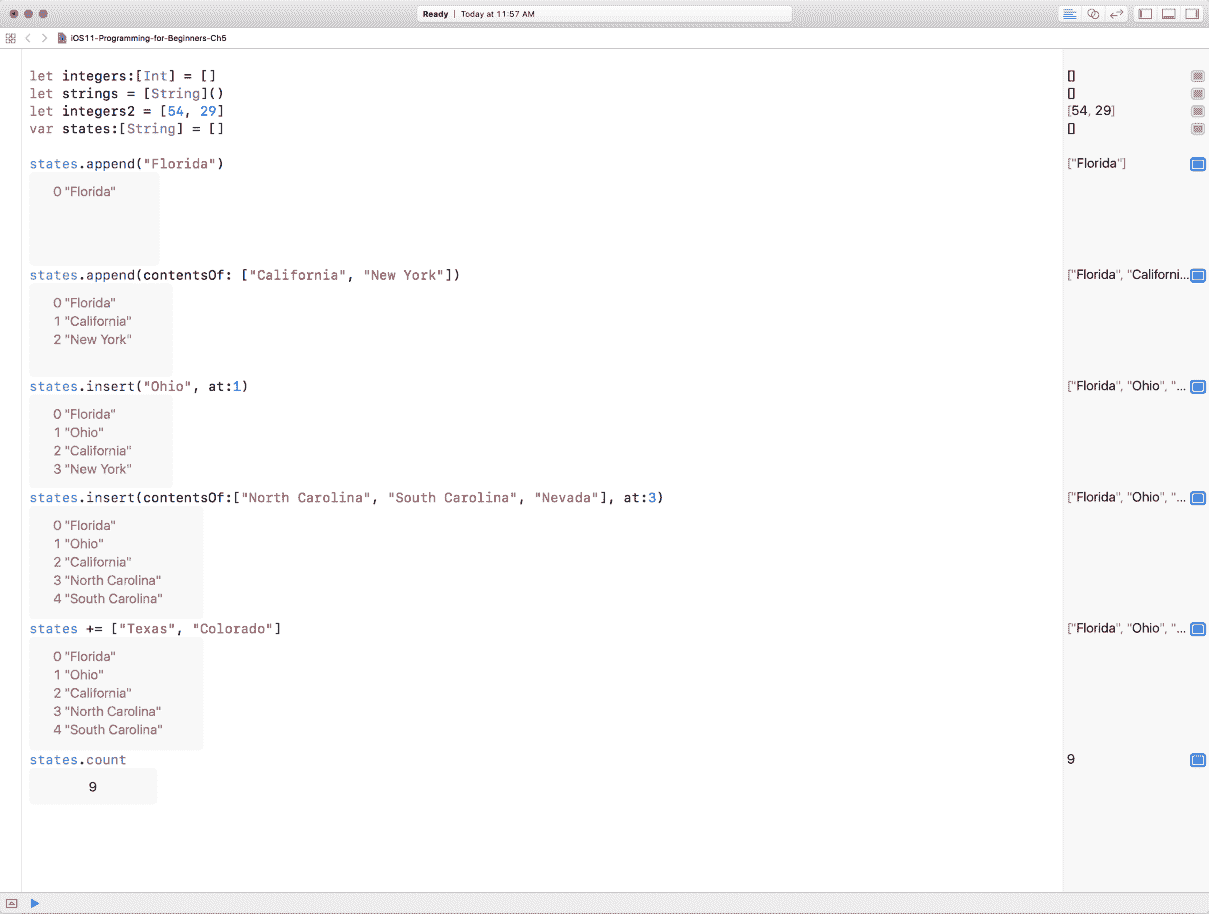 Ready | Today at 11:57 AM
iOS11-Programming-for-Beginners-Ch5
let integers:[Int] = [] []
let strings = [String]() []
let integers2 = [54, 29] [54, 29]
var states:[String] = [] []
states.append("Florida") ["Florida"]
0 "Florida"
states.append(contentsOf: ["California", "New York"]) ["Florida", "Californi...
0 "Florida"
1 "California"
2 "New York"
states.insert("Ohio", at:1) ["Florida", "Ohio", "...
0 "Florida"
1 "Ohio"
2 "California"
3 "New York"
states.insert(contentsOf:["North Carolina", "South Carolina", "Nevada"], at:3) ["Florida", "Ohio", "...
0 "Florida"
1 "Ohio"
2 "California"
3 "North Carolina"
4 "South Carolina"
states += ["Texas", "Colorado"] ["Florida", "Ohio", "...
0 "Florida"
1 "Ohio"
2 "California"
3 "North Carolina"
4 "South Carolina"
states.count 9
9